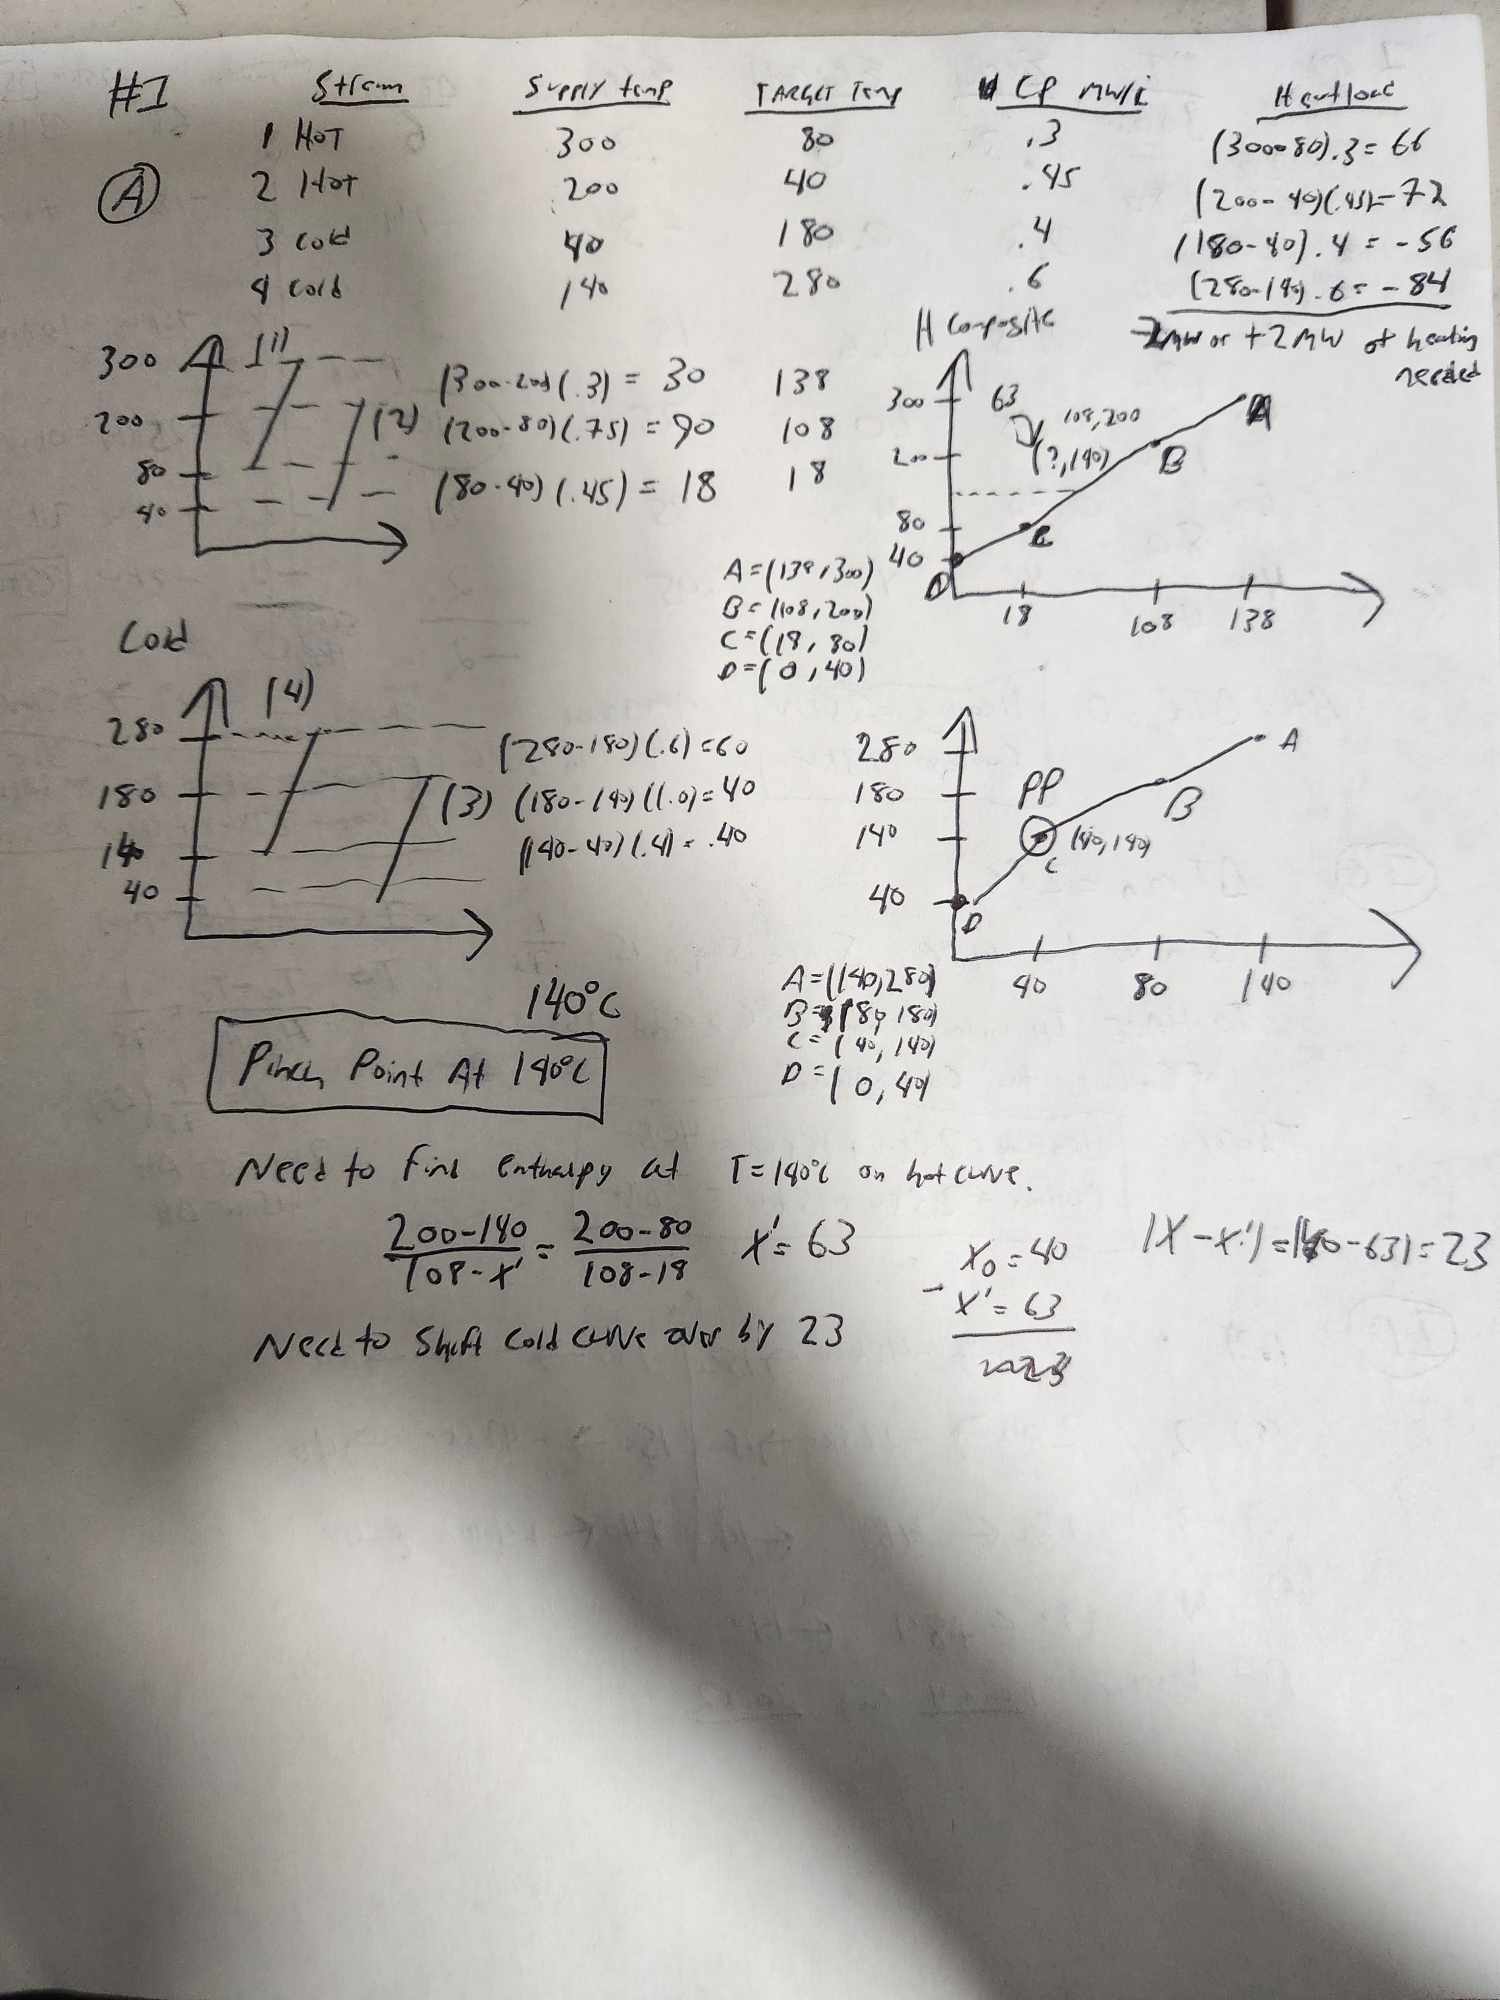 #1 Stream Supply temp TARGET Temp CP MW/K Heatload
1 HOT 300 80 .3 (300-80).3= 66
A 2 Hot 200 40 .45 (200-40)(.45)=72
3 cold 40 180 .4 (180-40).4 = -56
4 cold 140 280 .6 (280-140).6= -84
H Composite -2MW or +2MW of heating needed
300 (1) (300-200)(.3) = 30 138
200 (2) (200-80)(.75) = 90 108
80 (80-40)(.45) = 18 18
40
300 63 A
108,200
200 (?,140) B
80 C
40
D
18 108 138
A=(138,300)
B=(108,200)
C=(18,80)
D=(0,40)
Cold
280 (4) (280-180)(.6)=60
180 (3) (180-140)(1.0)=40
140 (140-40)(.4)= .40
40
280 A
180 PP B
140 (40,140)
C
40 D
40 80 140
A=(140,280)
B=(80,180)
C=(40,140)
D=(0,40)
140°C
Pinch Point At 140°C
Need to find enthalpy at T=140°C on hot curve.
200-140 / 108-x' = 200-80 / 108-18 x'= 63
x₀=40
- x'=63
|X-x'|=|40-63|=23
Need to shift cold curve over by 23